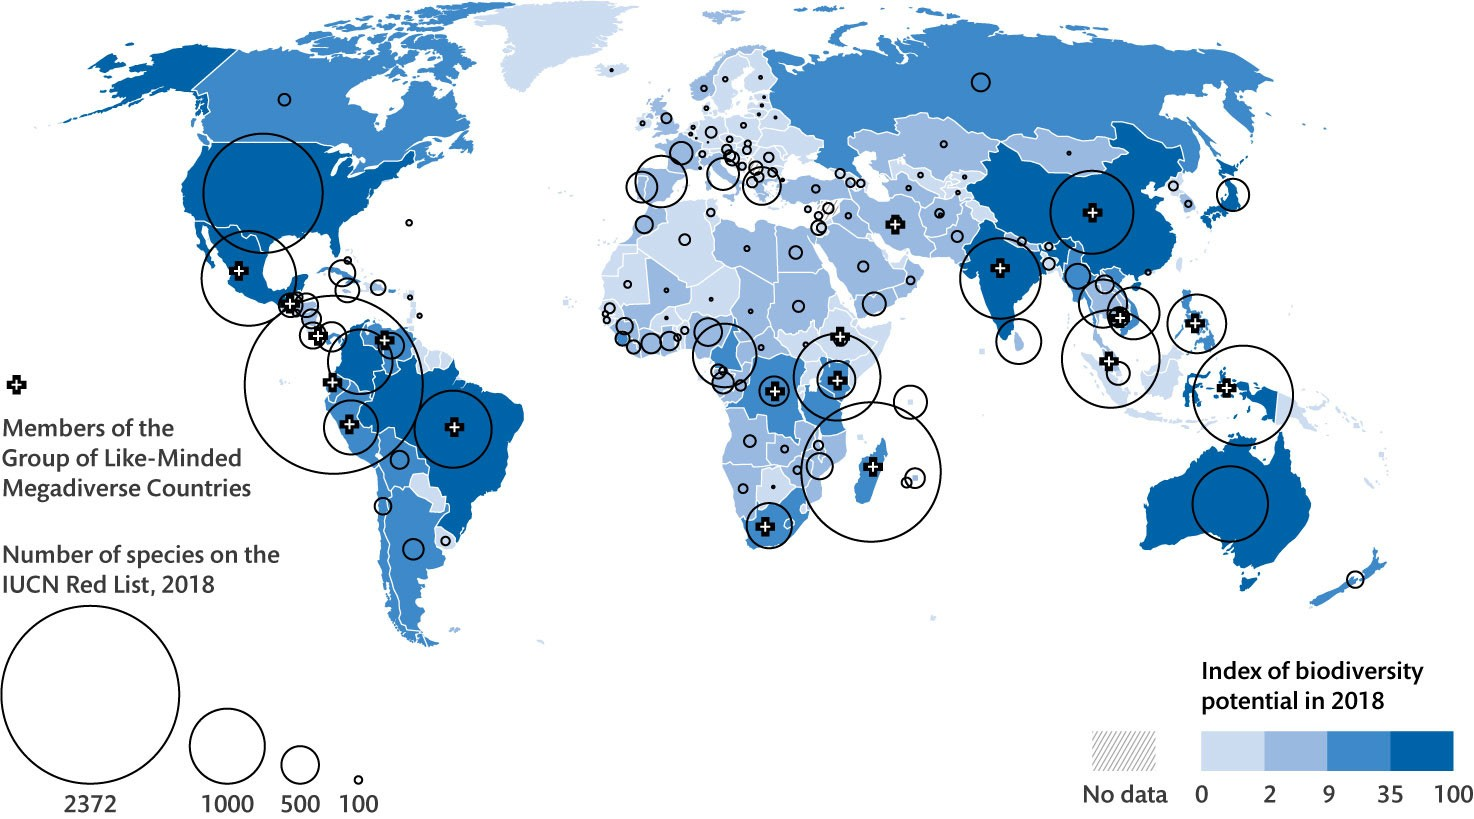 Members of the
Group of Like-Minded
Megadiverse Countries
Number of species on the
IUCN Red List, 2018
2372 1000 500 100
Index of biodiversity
potential in 2018
No data 0 2 9 35 100